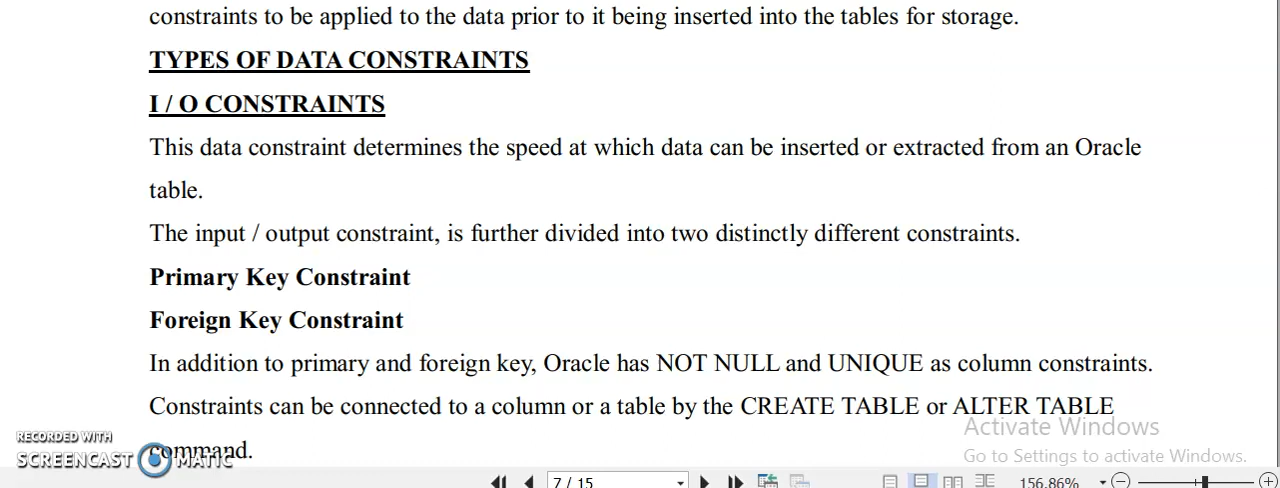 constraints to be applied to the data prior to it being inserted into the tables for storage.
TYPES OF DATA CONSTRAINTS
I / O CONSTRAINTS
This data constraint determines the speed at which data can be inserted or extracted from an Oracle
table.
The input / output constraint, is further divided into two distinctly different constraints.
Primary Key Constraint
Foreign Key Constraint
In addition to primary and foreign key, Oracle has NOT NULL and UNIQUE as column constraints.
Constraints can be connected to a column or a table by the CREATE TABLE or ALTER TABLE
command.
Activate Windows
Go to Settings to activate Windows.
RECORDED WITH
SCREENCAST MATIC
7 / 15
156.86%